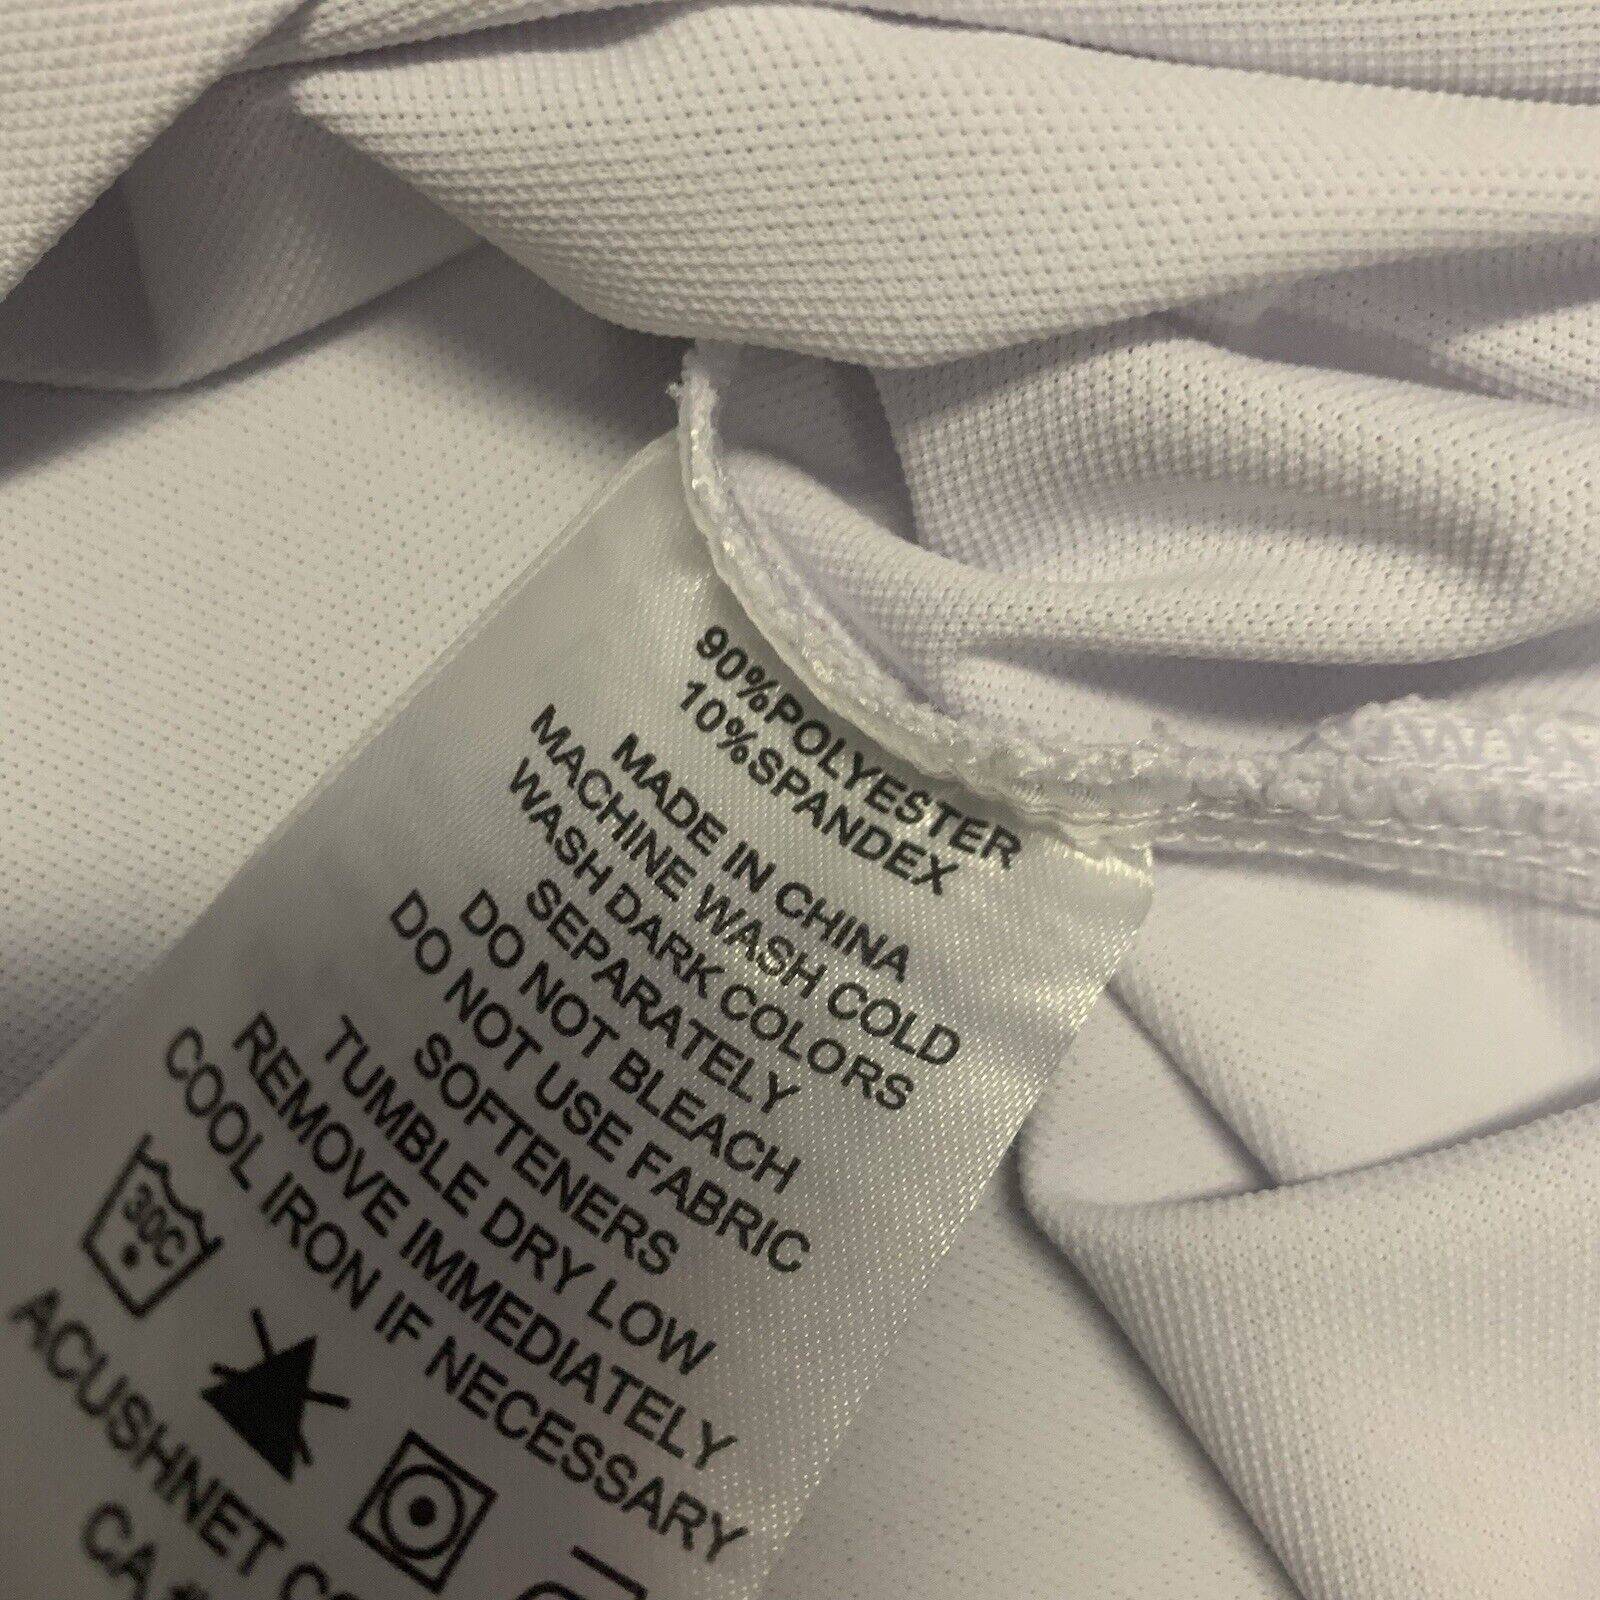 90%POLYESTER
10%SPANDEX
MADE IN CHINA
MACHINE WASH COLD
WASH DARK COLORS
SEPARATELY
DO NOT BLEACH
DO NOT USE FABRIC
SOFTENERS
TUMBLE DRY LOW
REMOVE IMMEDIATELY
COOL IRON IF NECESSARY
30C
ACUSHNET
CA